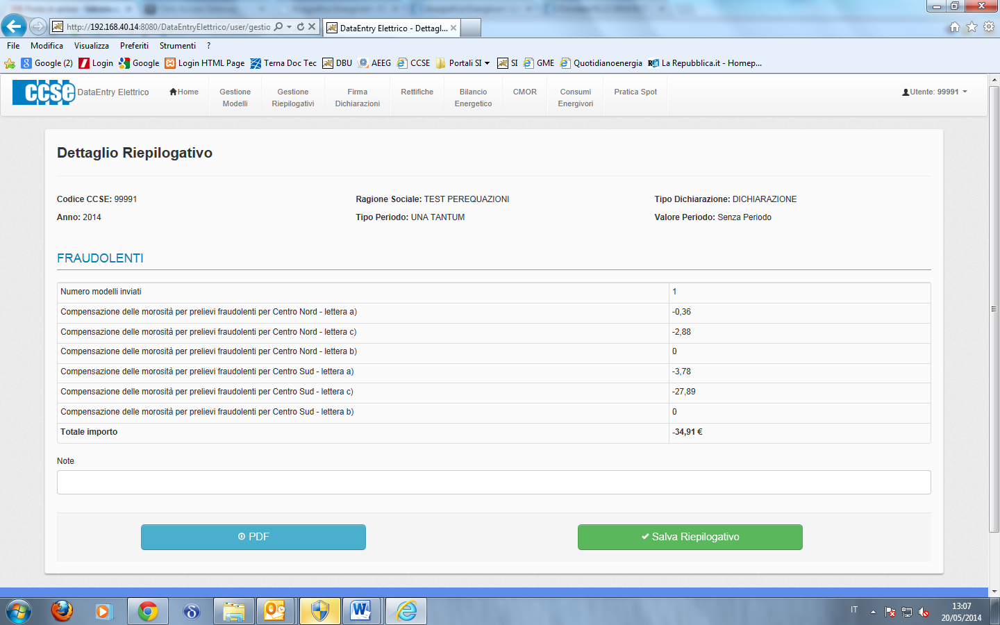 http://192.168.40.14:8080/DataEntryElettrico/user/gestio
DataEntry Elettrico - Dettagl...
File Modifica Visualizza Preferiti Strumenti ?
Google (2) Login Google Login HTML Page Terna Doc Tec DBU AEEG CCSE Portali SI SI GME Quotidianoenergia La Repubblica.it - Homep...
ccse DataEntry Elettrico
Home
Gestione
Modelli
Gestione
Riepilogativi
Firma
Dichiarazioni
Rettifiche
Bilancio
Energetico
CMOR
Consumi
Energivori
Pratica Spot
Utente: 99991
Dettaglio Riepilogativo
Codice CCSE: 99991 Ragione Sociale: TEST PEREQUAZIONI Tipo Dichiarazione: DICHIARAZIONE
Anno: 2014 Tipo Periodo: UNA TANTUM Valore Periodo: Senza Periodo
FRAUDOLENTI
Numero modelli inviati 1
Compensazione delle morosità per prelievi fraudolenti per Centro Nord - lettera a) -0,36
Compensazione delle morosità per prelievi fraudolenti per Centro Nord - lettera c) -2,88
Compensazione delle morosità per prelievi fraudolenti per Centro Nord - lettera b) 0
Compensazione delle morosità per prelievi fraudolenti per Centro Sud - lettera a) -3,78
Compensazione delle morosità per prelievi fraudolenti per Centro Sud - lettera c) -27,89
Compensazione delle morosità per prelievi fraudolenti per Centro Sud - lettera b) 0
Totale importo -34,91 €
Note
PDF Salva Riepilogativo
IT
13:07
20/05/2014